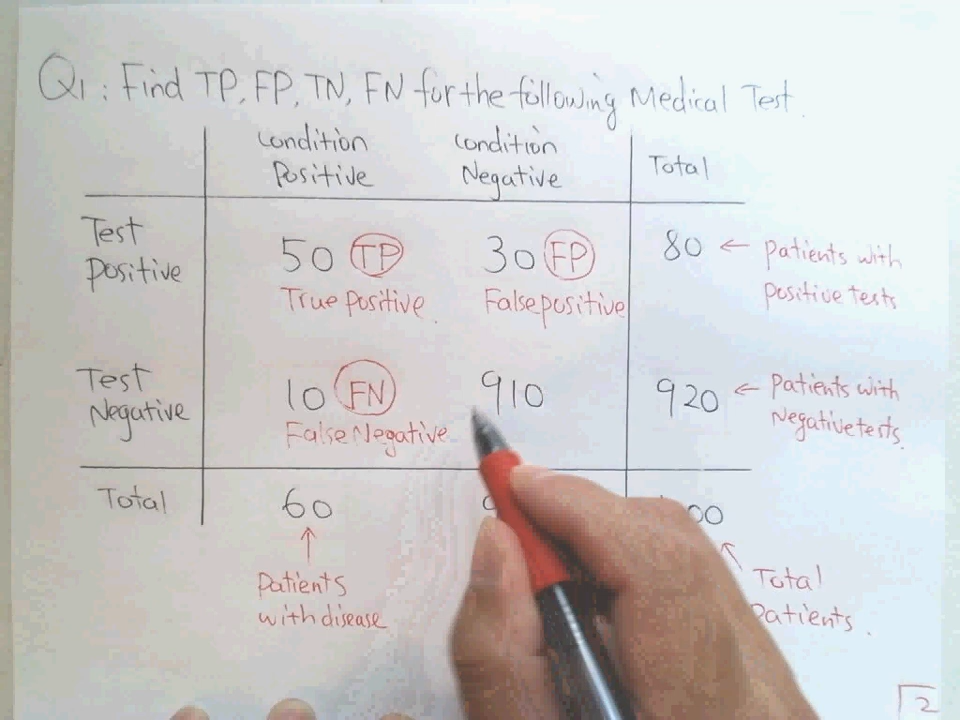 Q1: Find TP, FP, TN, FN for the following Medical Test.
Condition Positive Condition Negative Total
Test Positive 50 TP 30 FP 80 ← Patients with positive tests
True positive False positive
Test Negative 10 FN 910 920 ← Patients with Negative tests.
False Negative
Total 60
↑
Patients with disease
Total Patients.
2